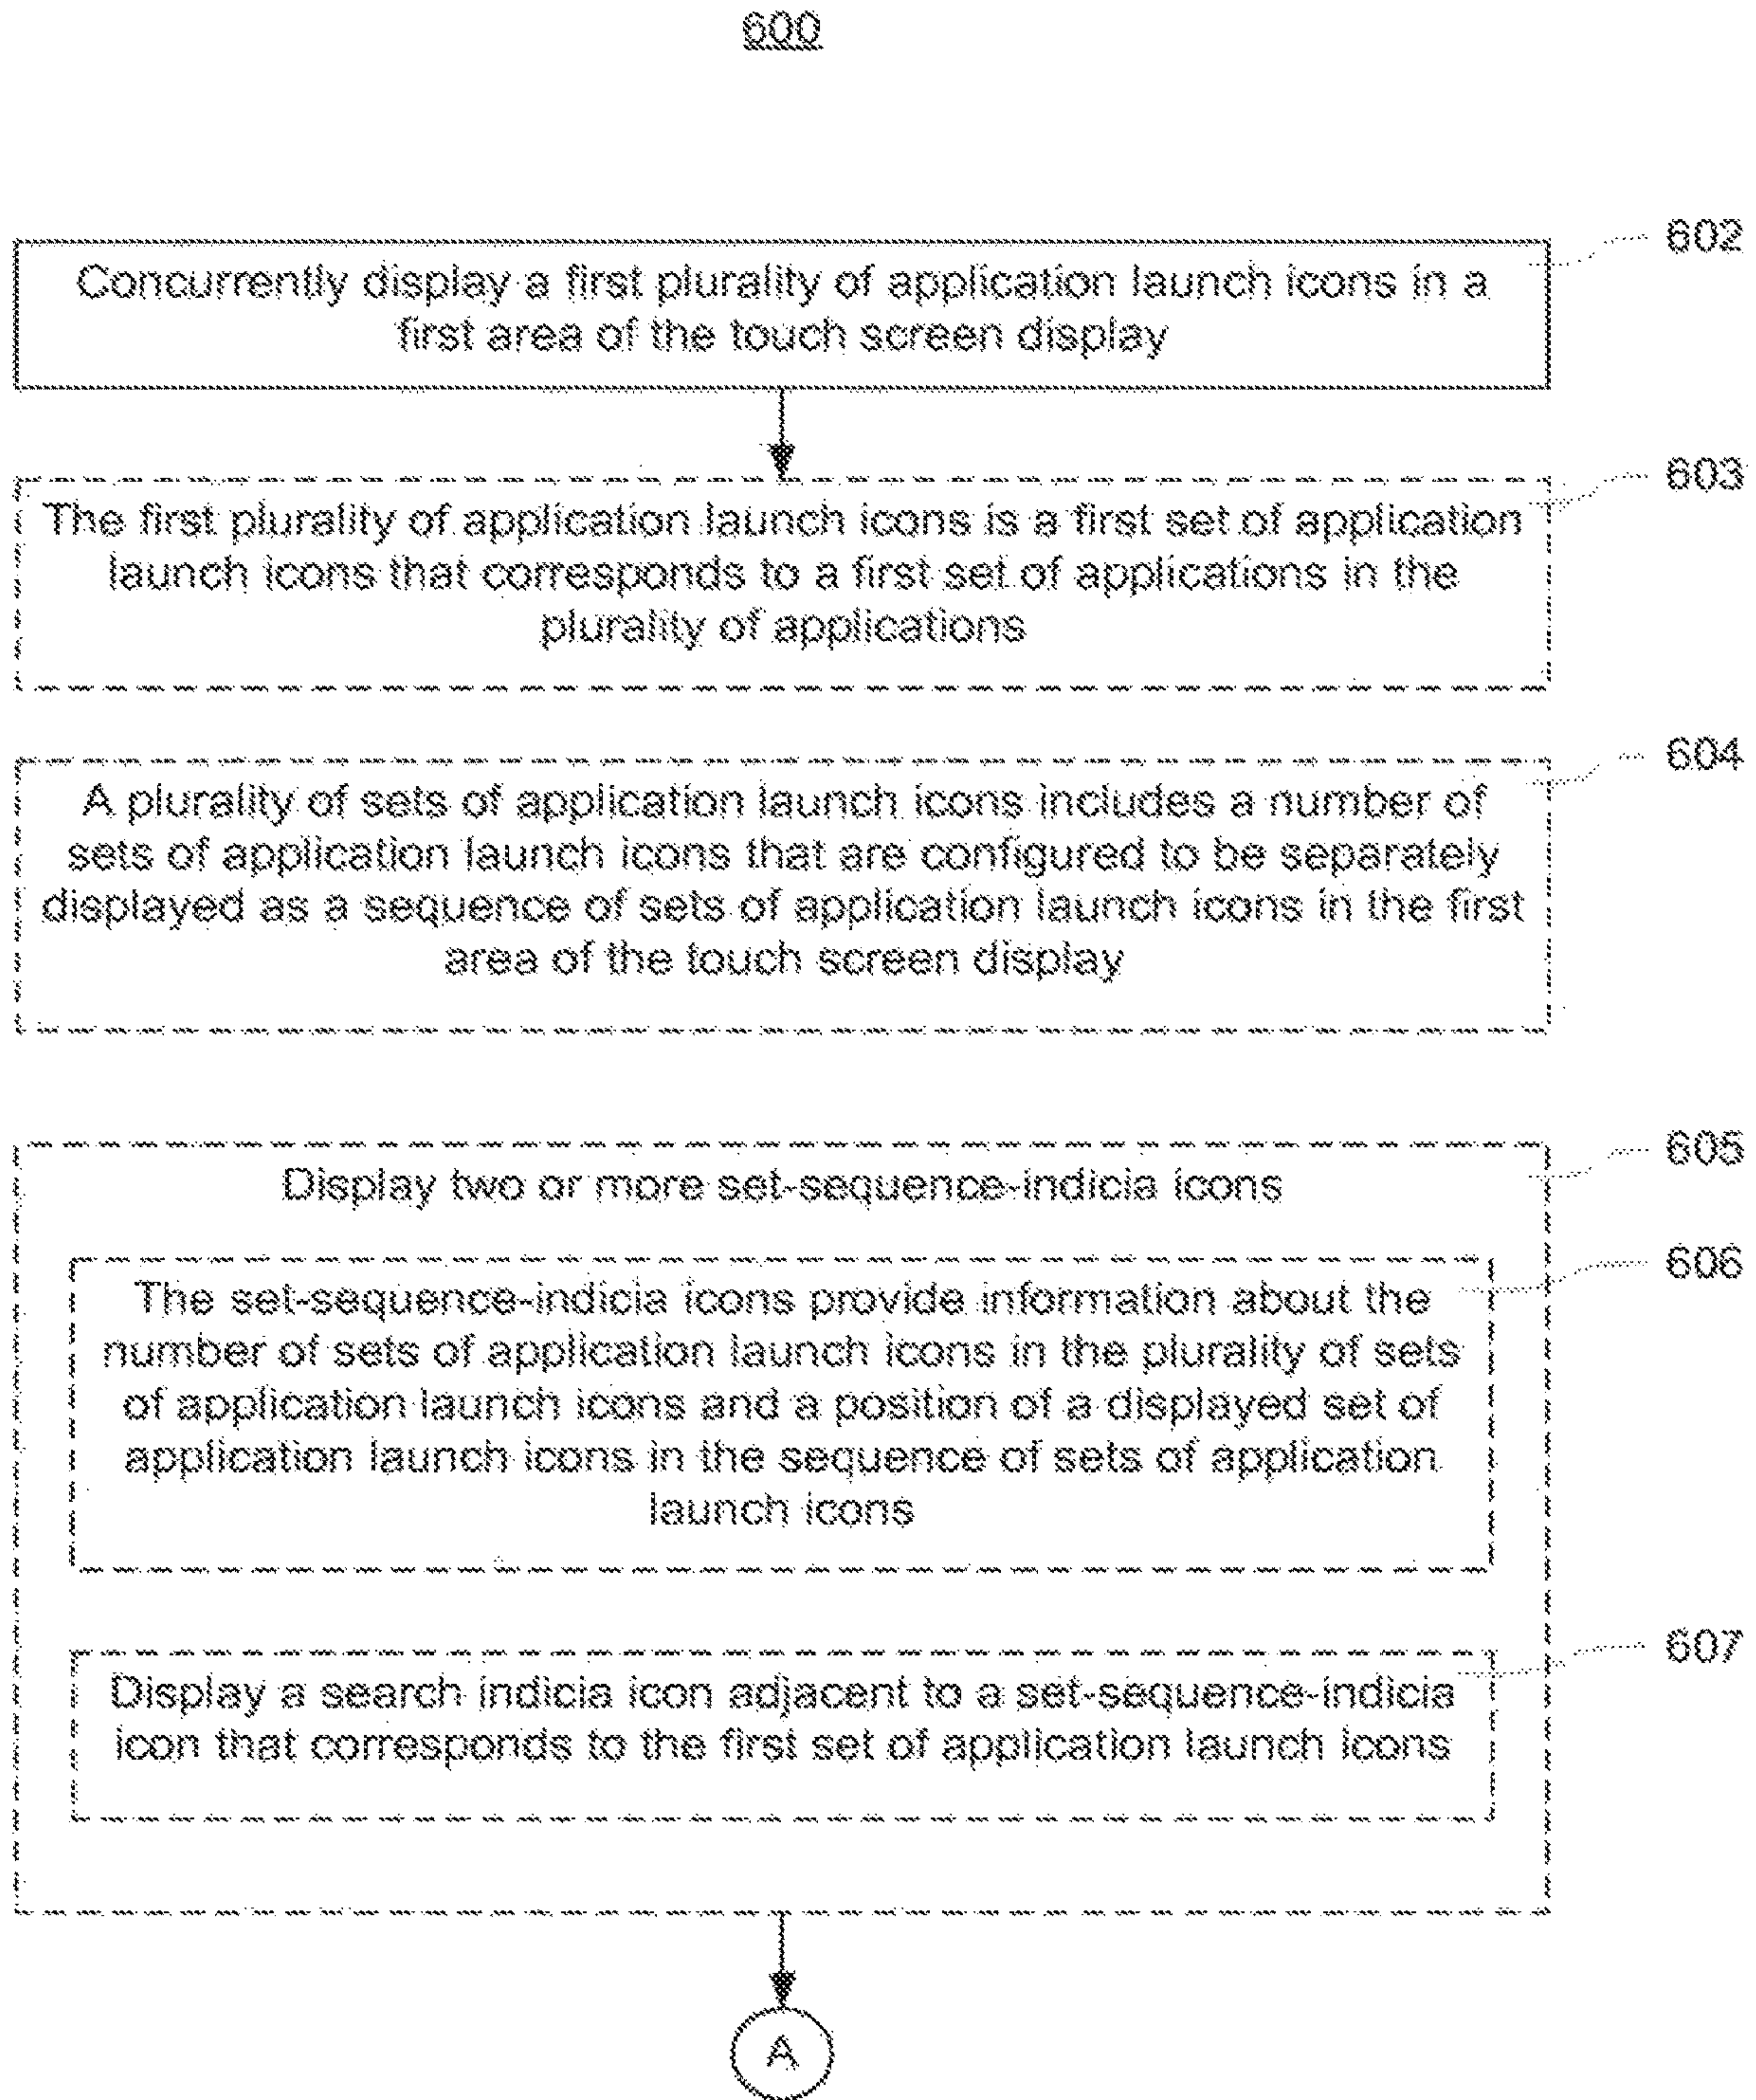 600
602
Concurrently display a first plurality of application launch icons in a
first area of the touch screen display
603
The first plurality of application launch icons is a first set of application
launch icons that corresponds to a first set of applications in the
plurality of applications
604
A plurality of sets of application launch icons includes a number of
sets of application launch icons that are configured to be separately
displayed as a sequence of sets of application launch icons in the first
area of the touch screen display
605
Display two or more set-sequence-indicia icons
606
The set-sequence-indicia icons provide information about the
number of sets of application launch icons in the plurality of sets
of application launch icons and a position of a displayed set of
application launch icons in the sequence of sets of application
launch icons
607
Display a search indicia icon adjacent to a set-sequence-indicia
icon that corresponds to the first set of application launch icons
A